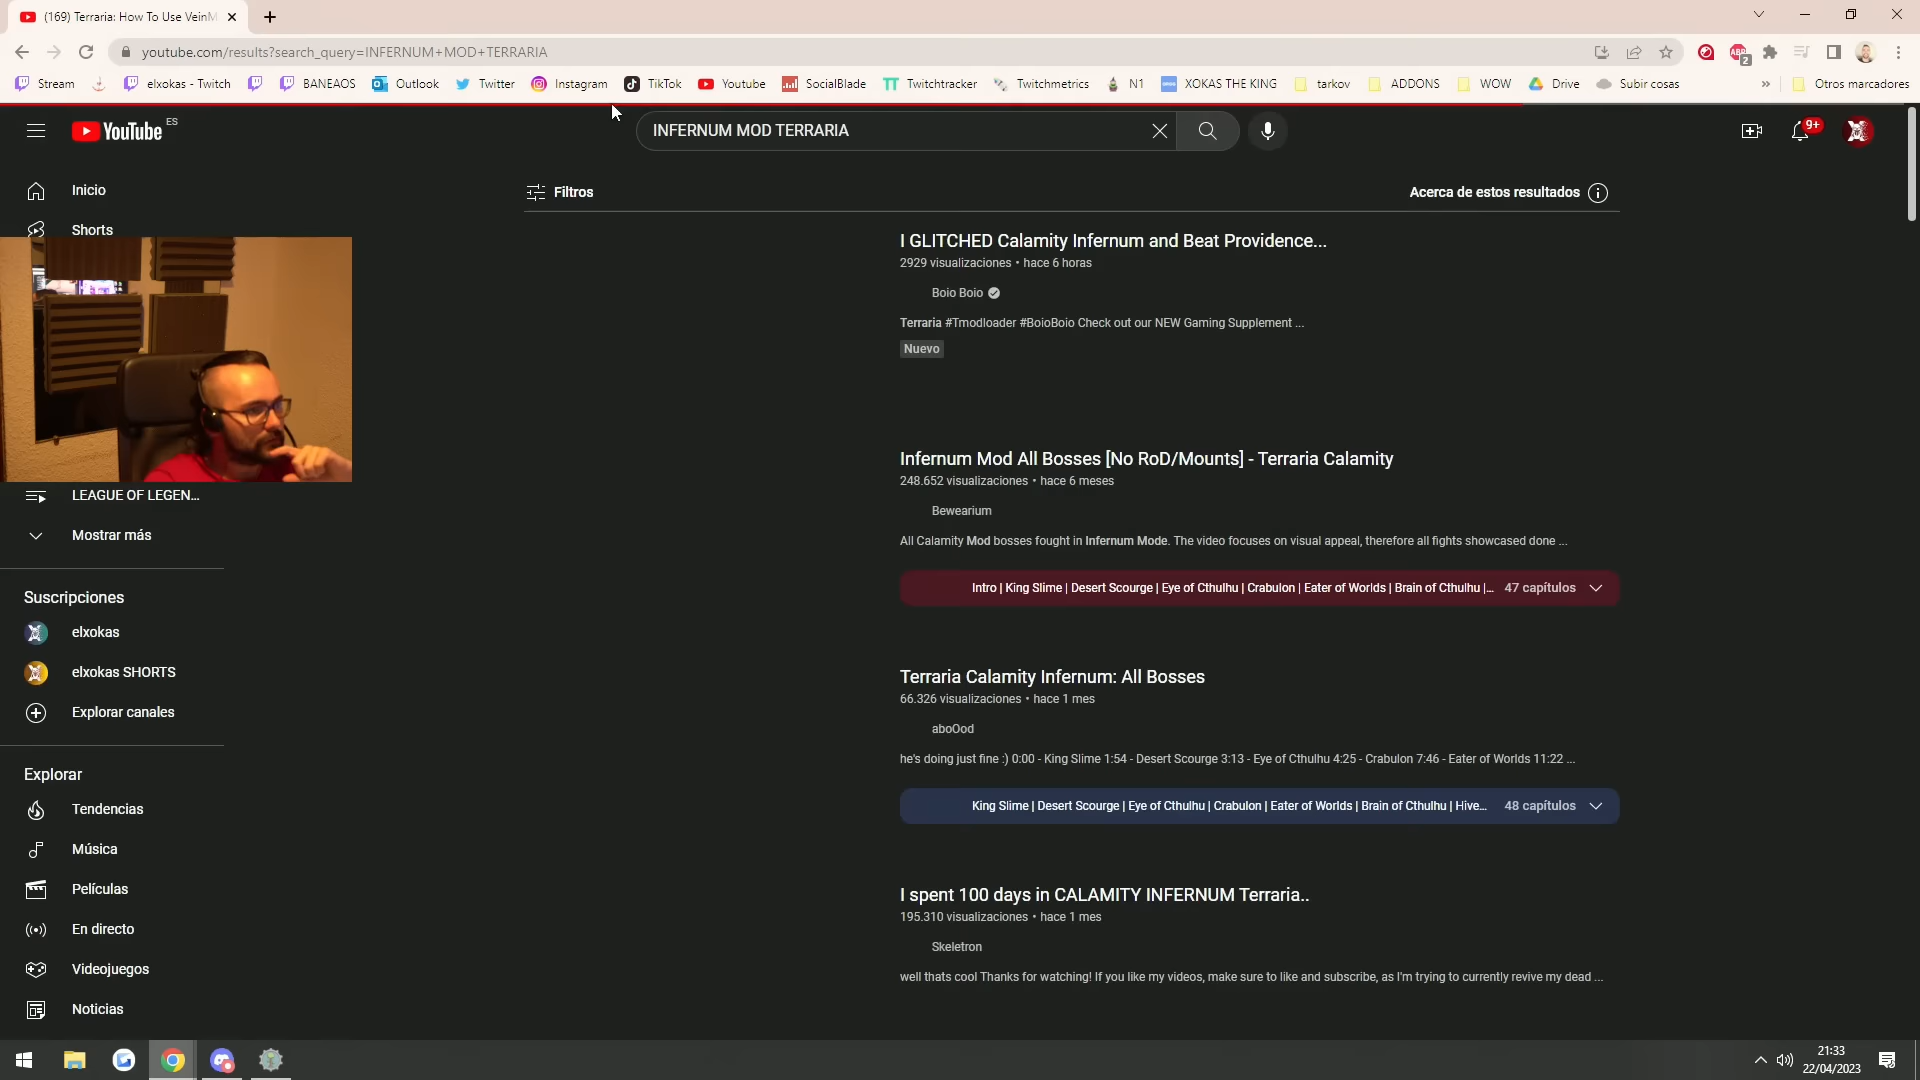 (169) Terraria: How To Use VeinM
youtube.com/results?search_query=INFERNUM+MOD+TERRARIA
ABP
2
Stream
elxokas - Twitch
BANEAOS
Outlook
Twitter
Instagram
TikTok
Youtube
SocialBlade
Twitchtracker
Twitchmetrics
N1
XOKAS THE KING
tarkov
ADDONS
WOW
Drive
Subir cosas
»
Otros marcadores
YouTube ES
INFERNUM MOD TERRARIA
9+
Inicio
Shorts
LEAGUE OF LEGEN...
Mostrar más
Suscripciones
elxokas
elxokas SHORTS
Explorar canales
Explorar
Tendencias
Música
Películas
En directo
Videojuegos
Noticias
Filtros
Acerca de estos resultados
I GLITCHED Calamity Infernum and Beat Providence...
2929 visualizaciones • hace 6 horas
Boio Boio
Terraria #Tmodloader #BoioBoio Check out our NEW Gaming Supplement ...
Nuevo
Infernum Mod All Bosses [No RoD/Mounts] - Terraria Calamity
248.652 visualizaciones • hace 6 meses
Bewearium
All Calamity Mod bosses fought in Infernum Mode. The video focuses on visual appeal, therefore all fights showcased done ...
Intro | King Slime | Desert Scourge | Eye of Cthulhu | Crabulon | Eater of Worlds | Brain of Cthulhu |... 47 capítulos
Terraria Calamity Infernum: All Bosses
66.326 visualizaciones • hace 1 mes
aboOod
he's doing just fine :) 0:00 - King Slime 1:54 - Desert Scourge 3:13 - Eye of Cthulhu 4:25 - Crabulon 7:46 - Eater of Worlds 11:22 ...
King Slime | Desert Scourge | Eye of Cthulhu | Crabulon | Eater of Worlds | Brain of Cthulhu | Hive... 48 capítulos
I spent 100 days in CALAMITY INFERNUM Terraria..
195.310 visualizaciones • hace 1 mes
Skeletron
well thats cool Thanks for watching! If you like my videos, make sure to like and subscribe, as I'm trying to currently revive my dead ...
21:33
22/04/2023